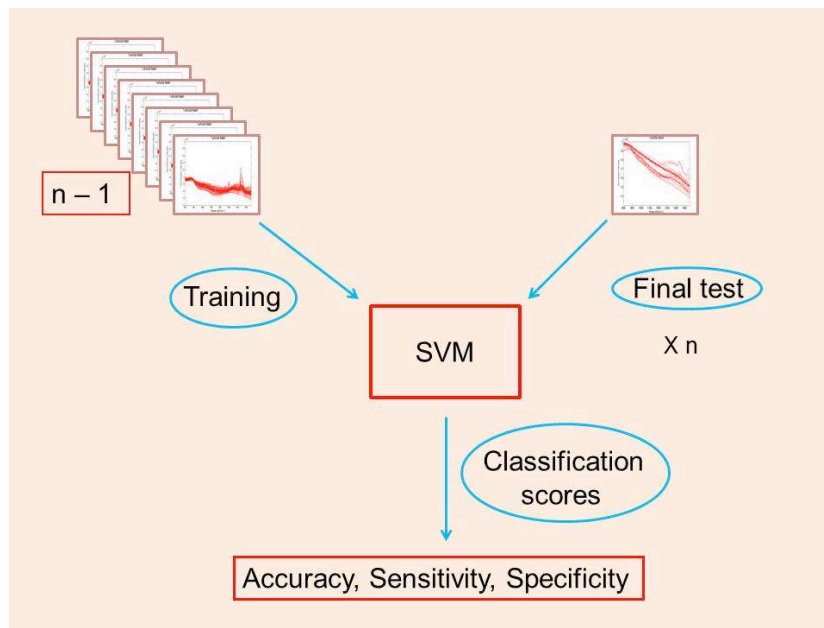 n – 1
Training
Final test
X n
SVM
Classification
scores
Accuracy, Sensitivity, Specificity